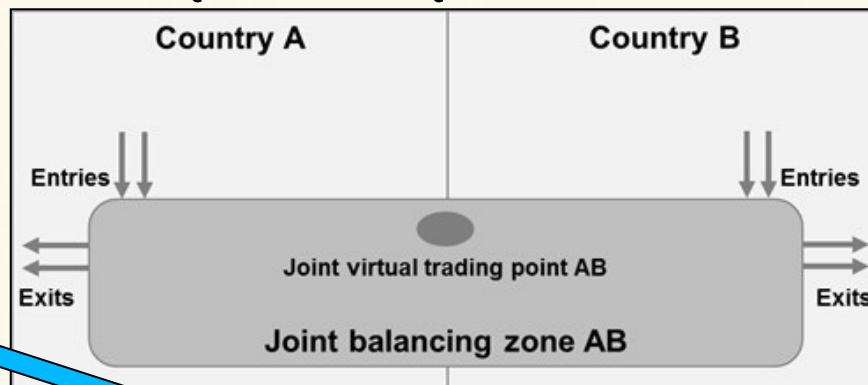 Country A
Country B
Entries
Entries
Joint virtual trading point AB
Exits
Exits
Joint balancing zone AB